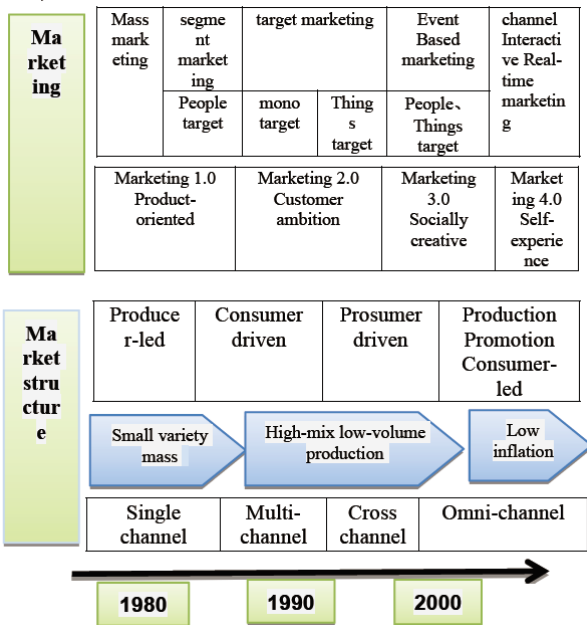 Ma
rket
ing
Mass
mark
eting
segme
nt
market
ing
target marketing
Event
Based
marketing
channel
Interacti
ve Real-
time
marketin
g
People
target
mono
target
Thing
s
target
People、
Things
target
Marketing 1.0
Product-
oriented
Marketing 2.0
Customer
ambition
Marketing
3.0
Socially
creative
Market
ing 4.0
Self-
experie
nce
Ma
rket
stru
ctur
e
Produce
r-led
Consumer
driven
Prosumer
driven
Production
Promotion
Consumer-
led
Small variety
mass
High-mix low-volume
production
Low
inflation
Single
channel
Multi-
channel
Cross
channel
Omni-channel
1980
1990
2000